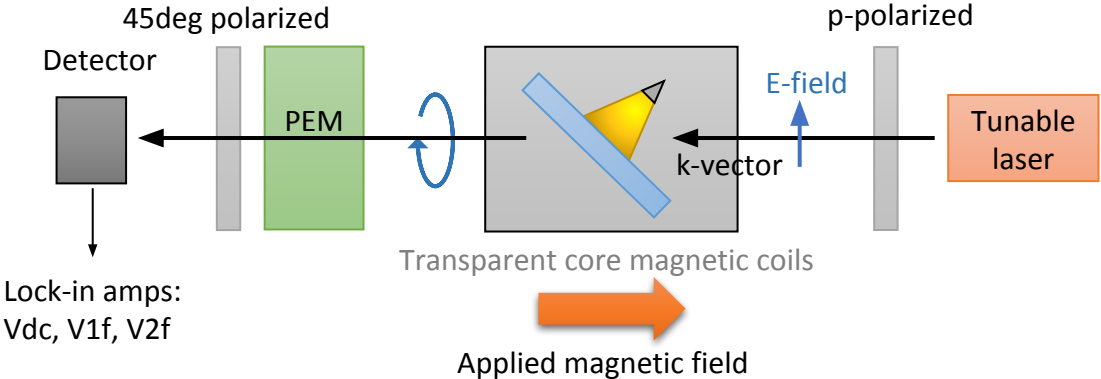 45deg polarized
p-polarized
Detector
PEM
E-field
k-vector
Tunable
laser
Transparent core magnetic coils
Lock-in amps:
Vdc, V1f, V2f
Applied magnetic field